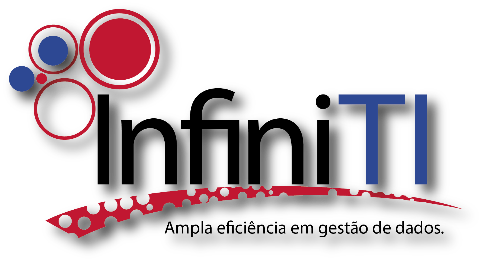 InfiniTI
Ampla eficiência em gestão de dados.